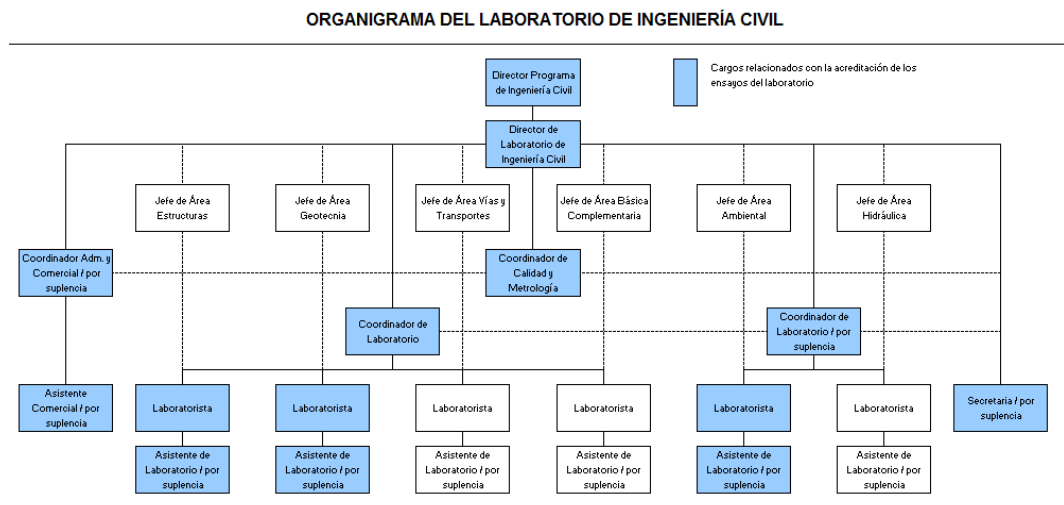 ORGANIGRAMA DEL LABORATORIO DE INGENIERÍA CIVIL
Director Programa
de Ingeniería Civil
Cargos relacionados con la acreditación de los
ensayos del laboratorio
Director de
Laboratorio de
Ingeniería Civil
Jefe de Área
Estructuras
Jefe de Área
Geotecnia
Jefe de Área Vías y
Transportes
Jefe de Área Básica
Complementaria
Jefe de Área
Ambiental
Jefe de Área
Hidráulica
Coordinador Adm. y
Comercial / por
suplencia
Coordinador de
Calidad y
Metrología
Coordinador de
Laboratorio
Coordinador de
Laboratorio / por
suplencia
Asistente
Comercial / por
suplencia
Laboratorista
Laboratorista
Laboratorista
Laboratorista
Laboratorista
Laboratorista
Secretaria / por
suplencia
Asistente de
Laboratorio / por
suplencia
Asistente de
Laboratorio / por
suplencia
Asistente de
Laboratorio / por
suplencia
Asistente de
Laboratorio / por
suplencia
Asistente de
Laboratorio / por
suplencia
Asistente de
Laboratorio / por
suplencia